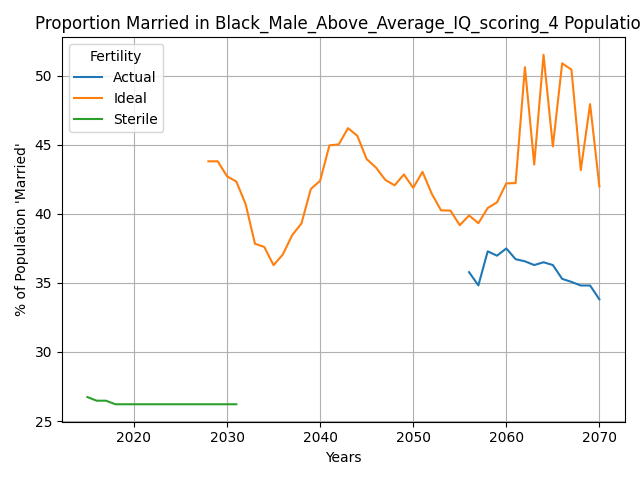 Proportion Married in Black_Male_Above_Average_IQ_scoring_4 Populatio
Fertility
Actual
Ideal
Sterile
% of Population 'Married'
50
45
40
35
30
25
2020 2030 2040 2050 2060 2070
Years